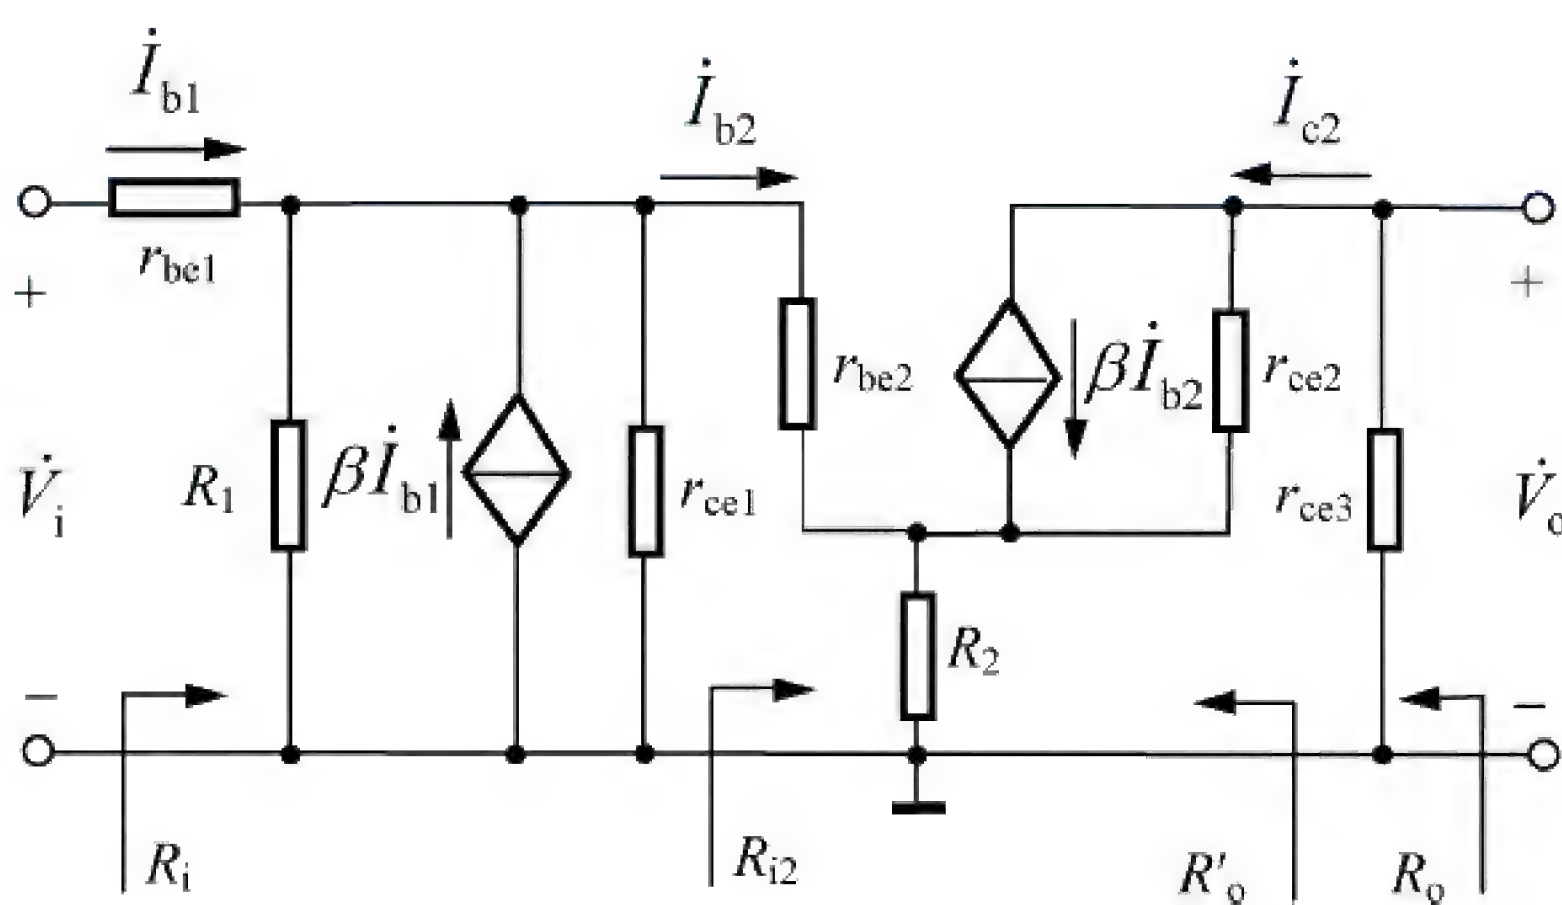 İb1
İb2
İc2
rbe1
+
+
rbe2
βİb2
rce2
V̇i
R1
βİb1
rce1
rce3
V̇o
R2
−
−
Ri
Ri2
R'o
Ro